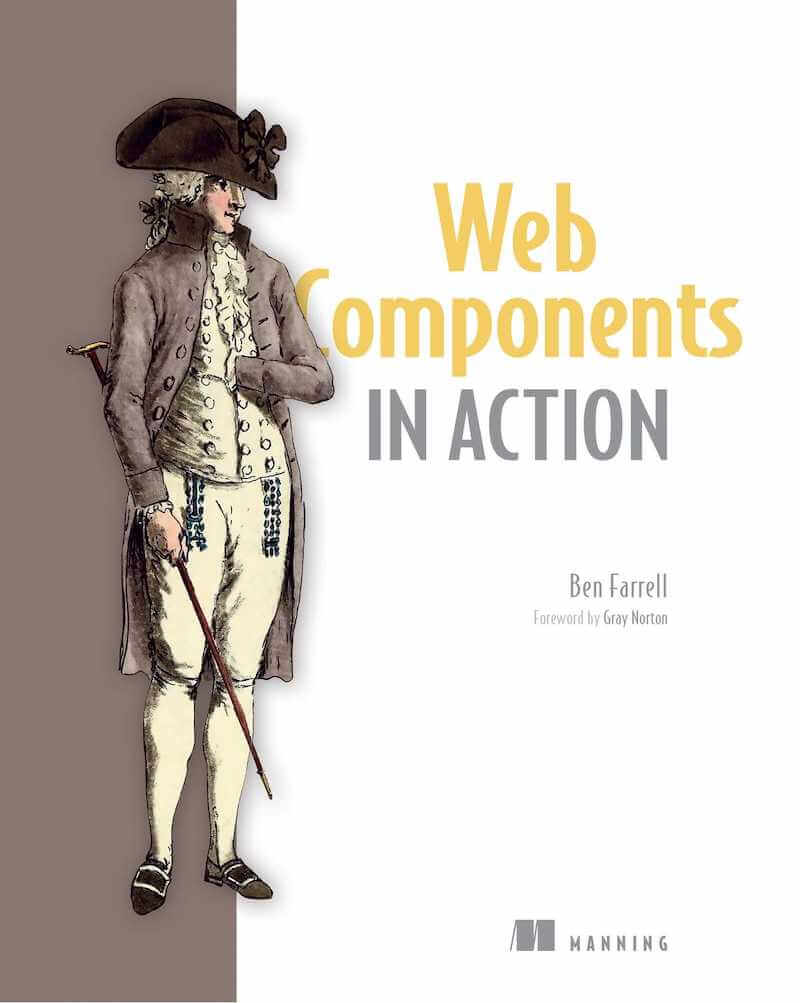 Web
Components
IN ACTION
Ben Farrell
Foreword by Gray Norton
MANNING